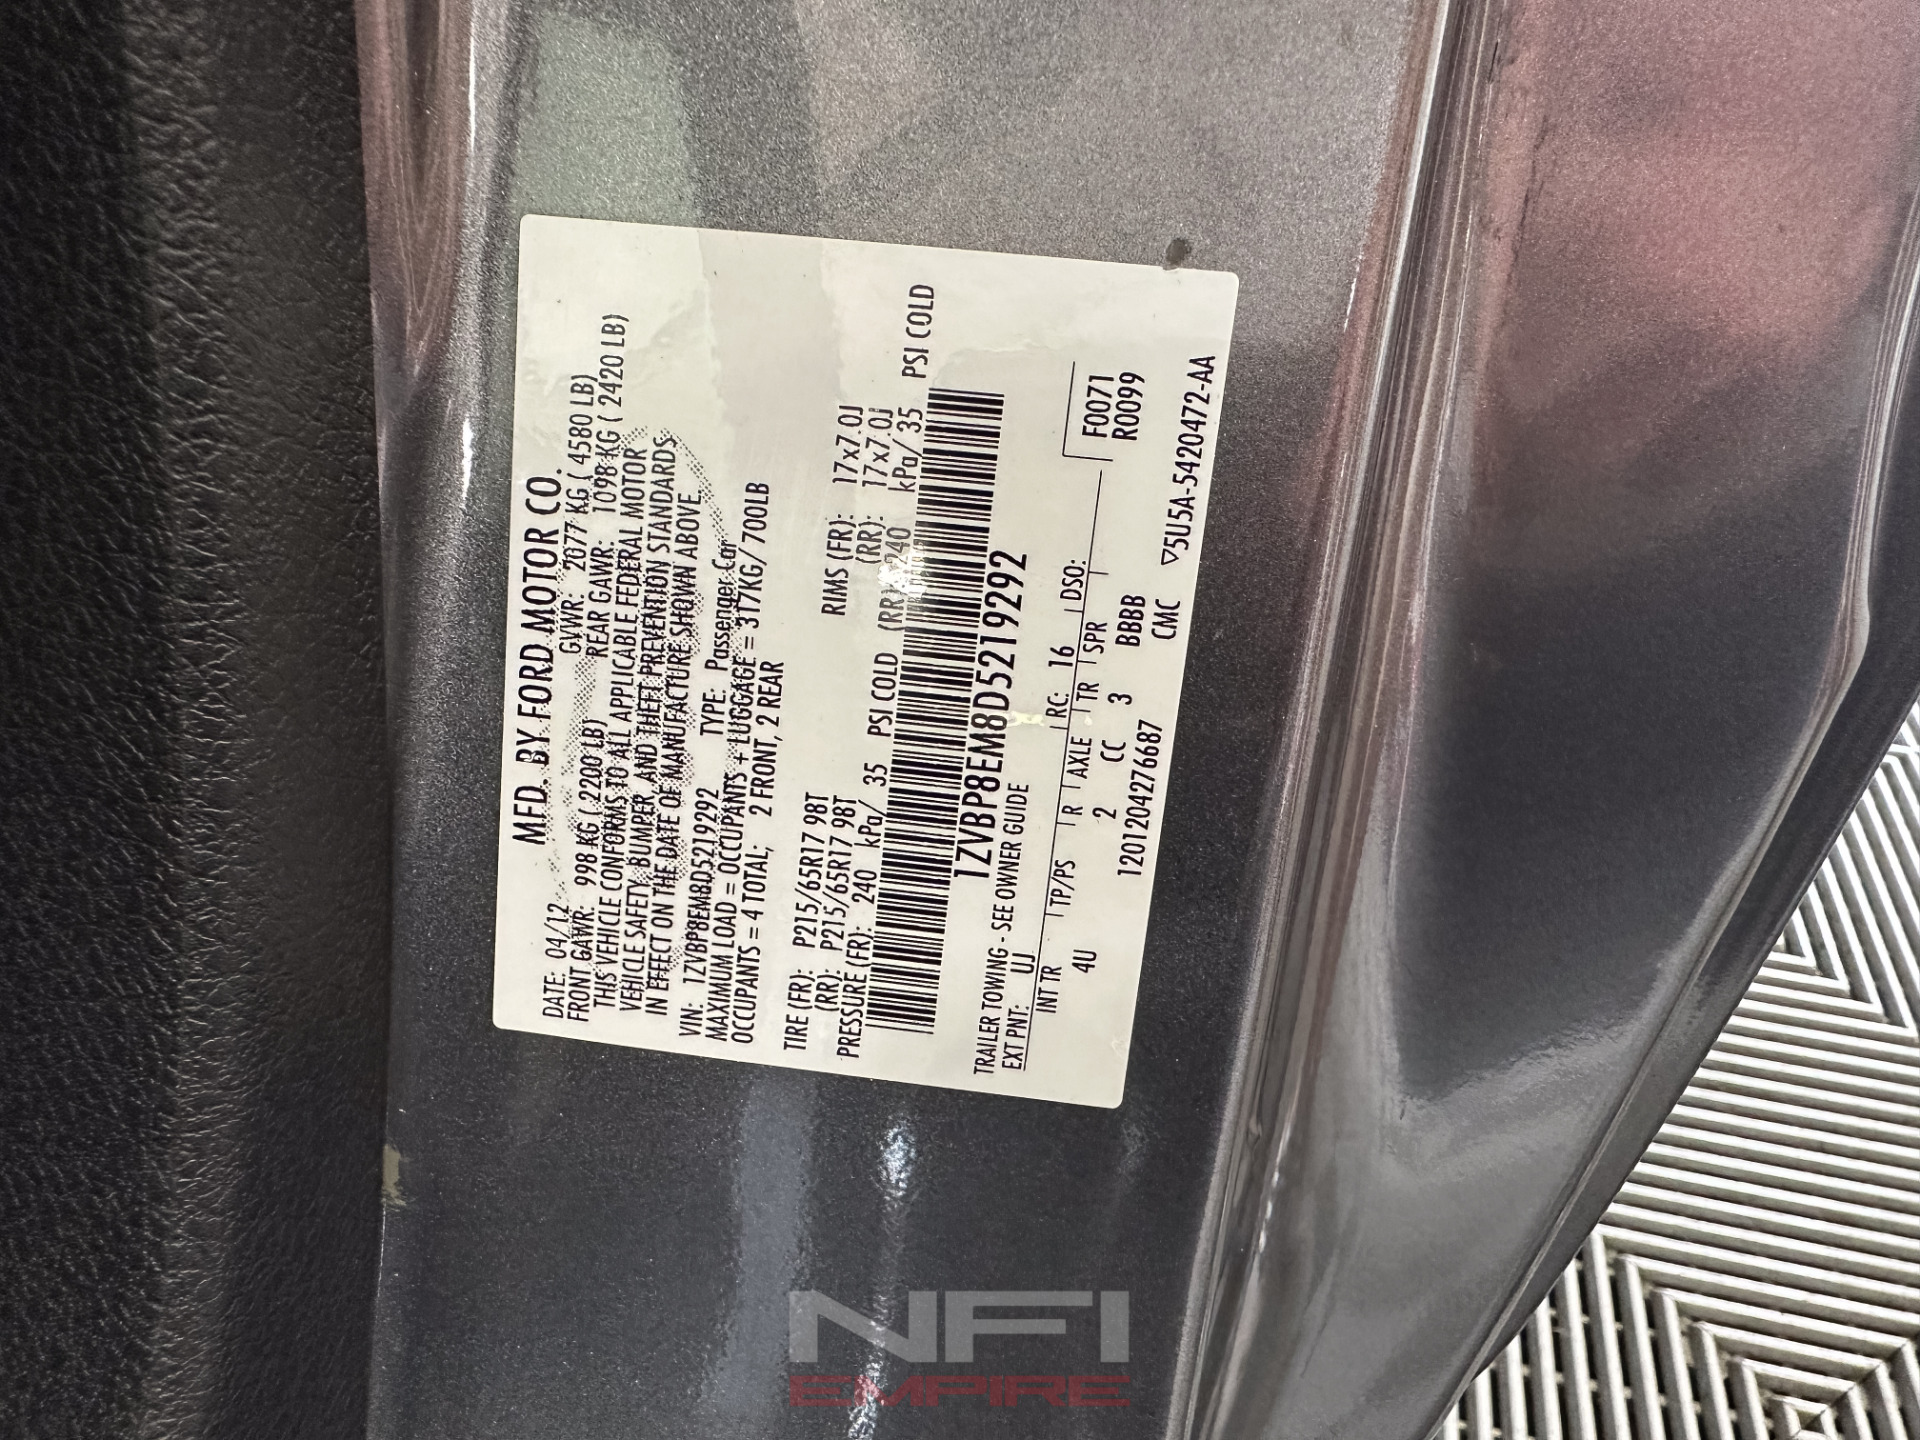 MFD. BY FORD MOTOR CO.
DATE: 04/12 GVWR: 2077 KG ( 4580 LB)
FRONT GAWR: 998 KG ( 2200 LB) REAR GAWR: 1098 KG ( 2420 LB)
THIS VEHICLE CONFORMS TO ALL APPLICABLE FEDERAL MOTOR
VEHICLE SAFETY, BUMPER, AND THEFT PREVENTION STANDARDS
IN EFFECT ON THE DATE OF MANUFACTURE SHOWN ABOVE.
VIN: 1ZVBP8EM8D5219292 TYPE: Passenger Car
MAXIMUM LOAD = OCCUPANTS + LUGGAGE = 317KG/700LB
OCCUPANTS = 4 TOTAL, 2 FRONT, 2 REAR
TIRE (FR): P215/65R17 98T RIMS (FR): 17x7.0J
(RR): P215/65R17 98T (RR): 17x7.0J
PRESSURE (FR): 240 kPa/ 35 PSI COLD (RR): 240 kPa/ 35 PSI COLD
1ZVBP8EM8D5219292
TRAILER TOWING - SEE OWNER GUIDE
EXT PNT: UJ RC: 16 DSO:
INT TR TP/PS R AXLE TR SPR F0071
4U 2 CC 3 BBBB R0099
120120427 6687 CMC ▽5U5A-5420472-AA
NFI
EMPIRE